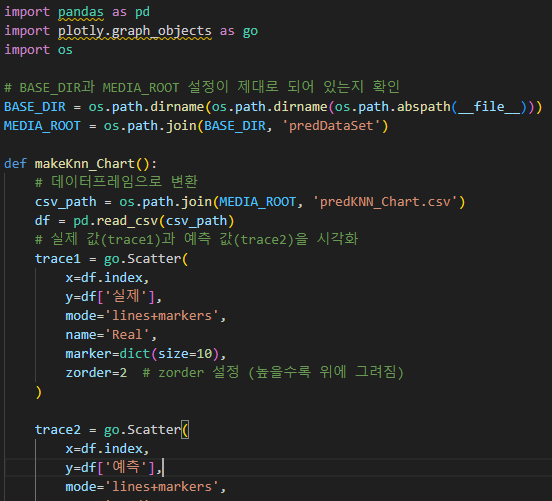 import pandas as pd
import plotly.graph_objects as go
import os
# BASE_DIR과 MEDIA_ROOT 설정이 제대로 되어 있는지 확인
BASE_DIR = os.path.dirname(os.path.dirname(os.path.abspath(__file__)))
MEDIA_ROOT = os.path.join(BASE_DIR, 'predDataSet')
def makeKnn_Chart():
    # 데이터프레임으로 변환
    csv_path = os.path.join(MEDIA_ROOT, 'predKNN_Chart.csv')
    df = pd.read_csv(csv_path)
    # 실제 값(trace1)과 예측 값(trace2)을 시각화
    trace1 = go.Scatter(
        x=df.index,
        y=df['실제'],
        mode='lines+markers',
        name='Real',
        marker=dict(size=10),
        zorder=2  # zorder 설정 (높을수록 위에 그려짐)
    )
    trace2 = go.Scatter(
        x=df.index,
        y=df['예측'],
        mode='lines+markers',